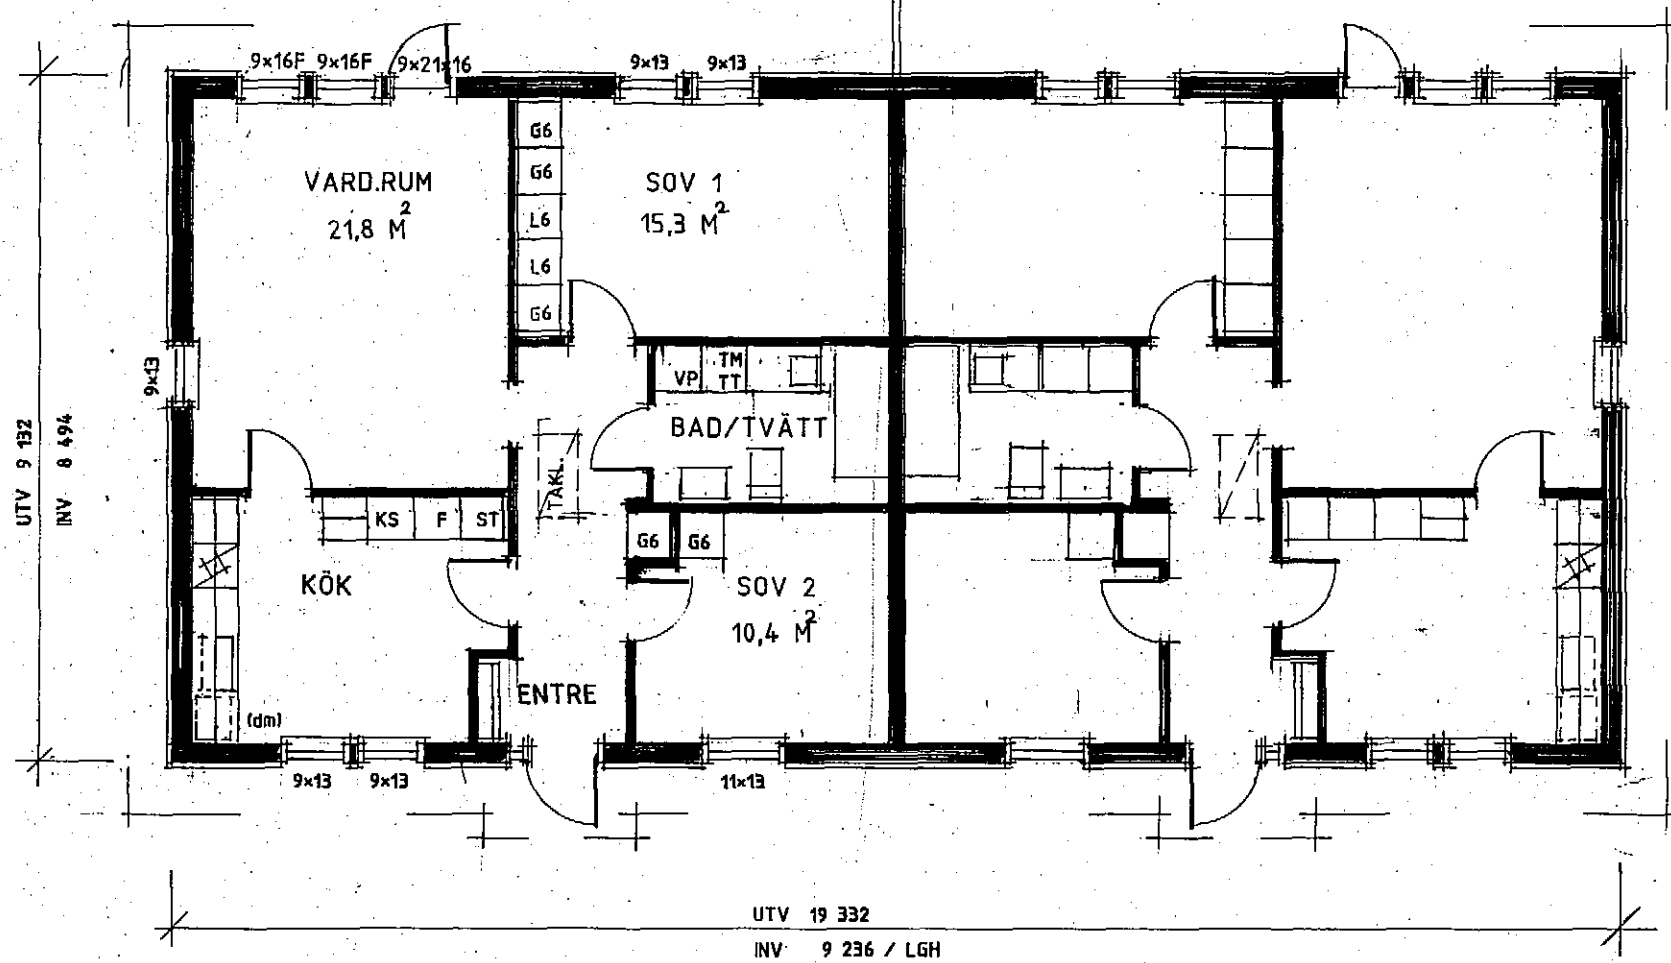 9×16F 9×16F 9×21×16 9×13 9×13
G6
G6
L6
L6
G6
VARD.RUM
21,8 M²
SOV 1
15,3 M²
9×13
VP TM
TT
BAD/TVÄTT
TAKL.
UTV 9 132
INV 8 494
KS F ST
G6 G6
KÖK
SOV 2
10,4 M²
ENTRE
(dm)
9×13 9×13 11×13
UTV 19 332
INV 9 236 / LGH